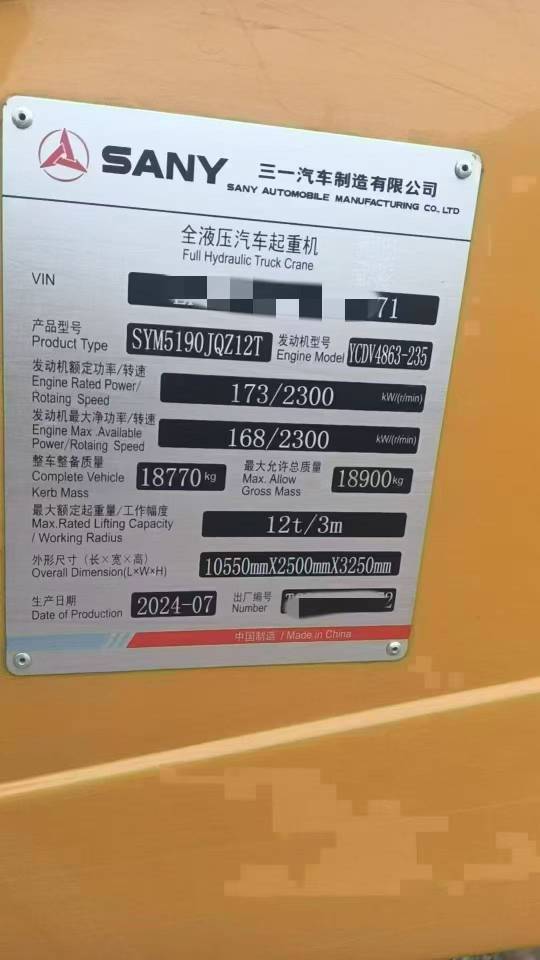 SANY 三一汽车制造有限公司
SANY AUTOMOBILE MANUFACTURING CO., LTD
全液压汽车起重机
Full Hydraulic Truck Crane
VIN 71
产品型号 SYM5190JQZ12T 发动机型号 YCDV4863-235
Product Type Engine Model
发动机额定功率/转速
Engine Rated Power/ 173/2300 kW/(r/min)
Rotaing Speed
发动机最大净功率/转速
Engine Max .Available 168/2300 kW/(r/min)
Power/Rotaing Speed
整车整备质量 最大允许总质量
Complete Vehicle 18770kg Max. Allow 18900kg
Kerb Mass Gross Mass
最大额定起重量/工作幅度
Max.Rated Lifting Capacity 12t/3m
/ Working Radius
外形尺寸（长×宽×高） 10550mmX2500mmX3250mm
Overall Dimension(L×W×H)
生产日期 2024-07 出厂编号
Date of Production Number
中国制造 / Made in China